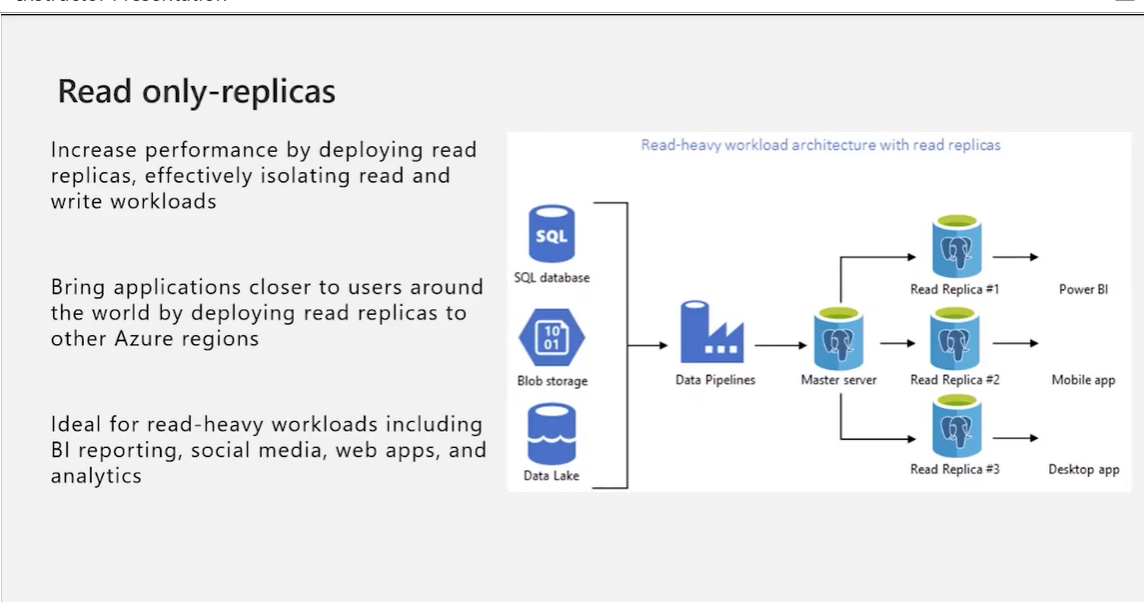 Instructor Presentation
Read only-replicas
Increase performance by deploying read
replicas, effectively isolating read and
write workloads
Bring applications closer to users around
the world by deploying read replicas to
other Azure regions
Ideal for read-heavy workloads including
BI reporting, social media, web apps, and
analytics
Read-heavy workload architecture with read replicas
SQL
SQL database
10
01
Blob storage
Data Lake
Data Pipelines
Master server
Read Replica #1
Power BI
Read Replica #2
Mobile app
Read Replica #3
Desktop app